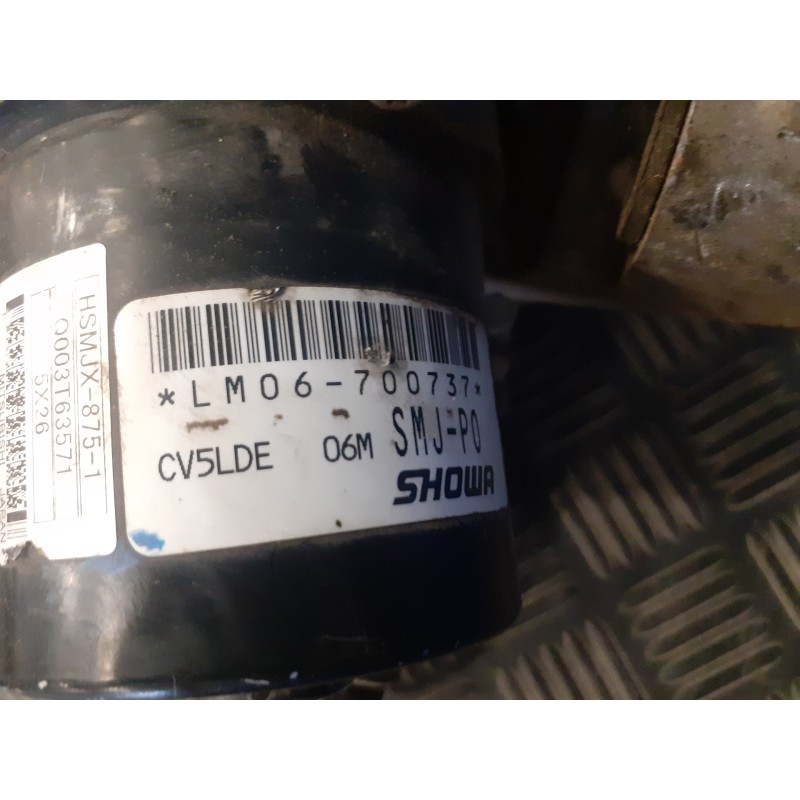 *LM06-700737*
CV5LDE 06M SMJ-P0
SHOWA
HSMJX-875-1
Q003T63571
5X26